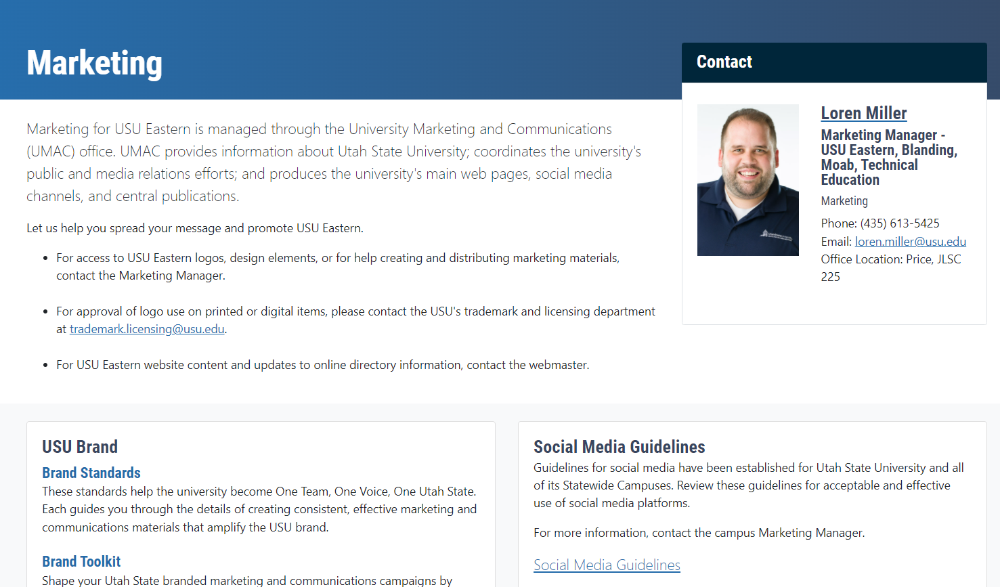 Marketing
Contact
Marketing for USU Eastern is managed through the University Marketing and Communications
(UMAC) office. UMAC provides information about Utah State University; coordinates the university's
public and media relations efforts; and produces the university's main web pages, social media
channels, and central publications.
Let us help you spread your message and promote USU Eastern.
• For access to USU Eastern logos, design elements, or for help creating and distributing marketing materials,
contact the Marketing Manager.
• For approval of logo use on printed or digital items, please contact the USU's trademark and licensing department
at trademark.licensing@usu.edu.
• For USU Eastern website content and updates to online directory information, contact the webmaster.
Loren Miller
Marketing Manager -
USU Eastern, Blanding,
Moab, Technical
Education
Marketing
Phone: (435) 613-5425
Email: loren.miller@usu.edu
Office Location: Price, JLSC
225
USU Brand
Brand Standards
These standards help the university become One Team, One Voice, One Utah State.
Each guides you through the details of creating consistent, effective marketing and
communications materials that amplify the USU brand.
Brand Toolkit
Shape your Utah State branded marketing and communications campaigns by
Social Media Guidelines
Guidelines for social media have been established for Utah State University and all
of its Statewide Campuses. Review these guidelines for acceptable and effective
use of social media platforms.
For more information, contact the campus Marketing Manager.
Social Media Guidelines